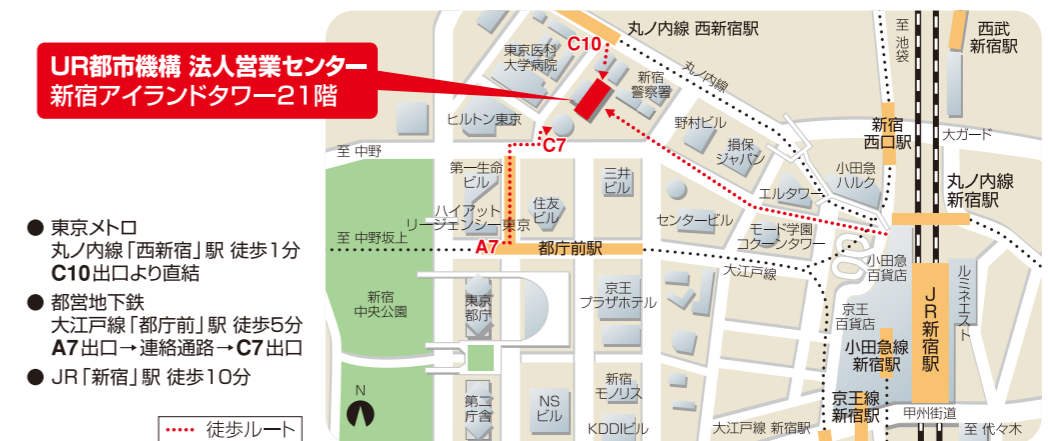 UR都市機構 法人営業センター
新宿アイランドタワー21階
● 東京メトロ
丸ノ内線「西新宿」駅 徒歩1分
C10出口より直結
● 都営地下鉄
大江戸線「都庁前」駅 徒歩5分
A7出口→連絡通路→C7出口
● JR「新宿」駅 徒歩10分
徒歩ルート
丸ノ内線 西新宿駅
C10
東京医科
大学病院
新宿
警察署
丸ノ内線
至 池袋
西武
新宿駅
ヒルトン東京
C7
野村ビル
損保
ジャパン
新宿
西口駅
大ガード
至 中野
第一生命
ビル
三井
ビル
小田急
ハルク
丸ノ内線
新宿駅
エルタワー
住友
ビル
ハイアット
リージェンシー東京
センタービル
モード学園
コクーンタワー
至 中野坂上
A7
都庁前駅
大江戸線
小田急
百貨店
ルミネエスト
新宿
中央公園
東京
都庁
京王
プラザホテル
京王
百貨店
JR新宿駅
小田急線
新宿駅
N
第二
庁舎
NS
ビル
新宿
モノリス
KDDIビル
京王線
新宿駅
甲州街道
大江戸線 新宿駅
至 代々木